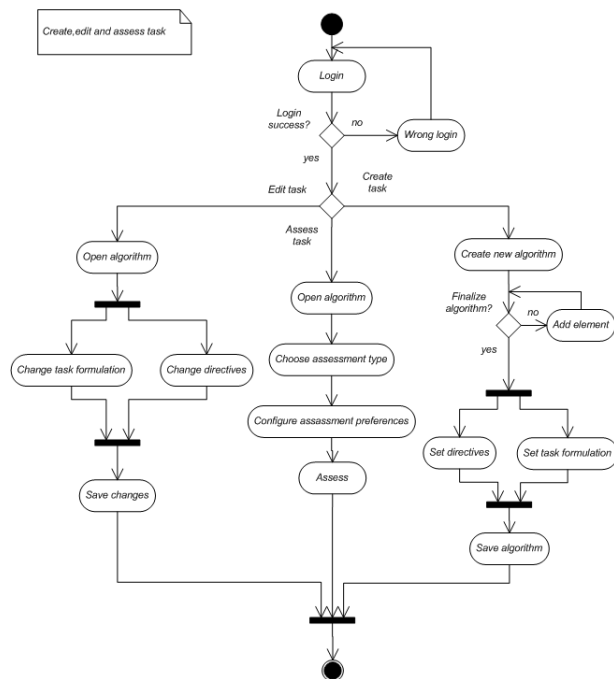 Create,edit and assess task
Login
Login
success?
no
Wrong login
yes
Edit task
Create
task
Assess
task
Open algorithm
Create new algorithm
Open algorithm
Finalize
algorithm?
no
Add element
yes
Change task formulation
Change directives
Choose assessment type
Configure assassment preferences
Set directives
Set task formulation
Save changes
Assess
Save algorithm